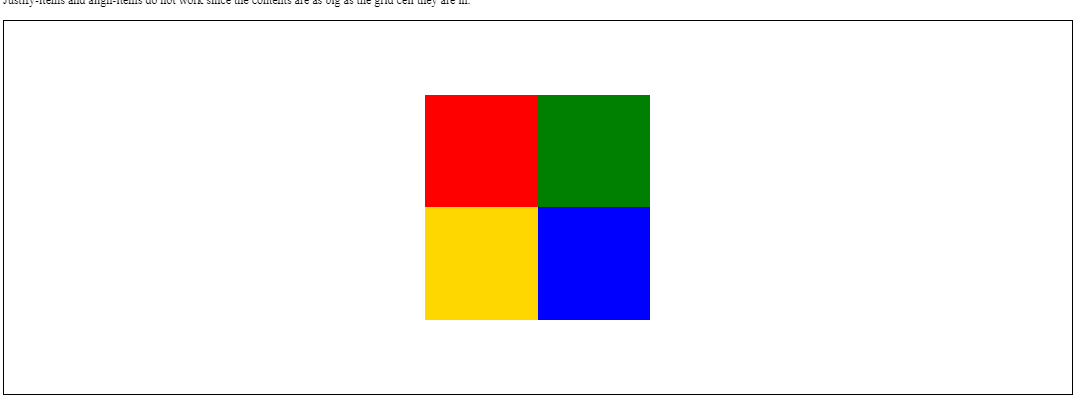 Justify-items and align-items do not work since the contents are as big as the grid cell they are in.